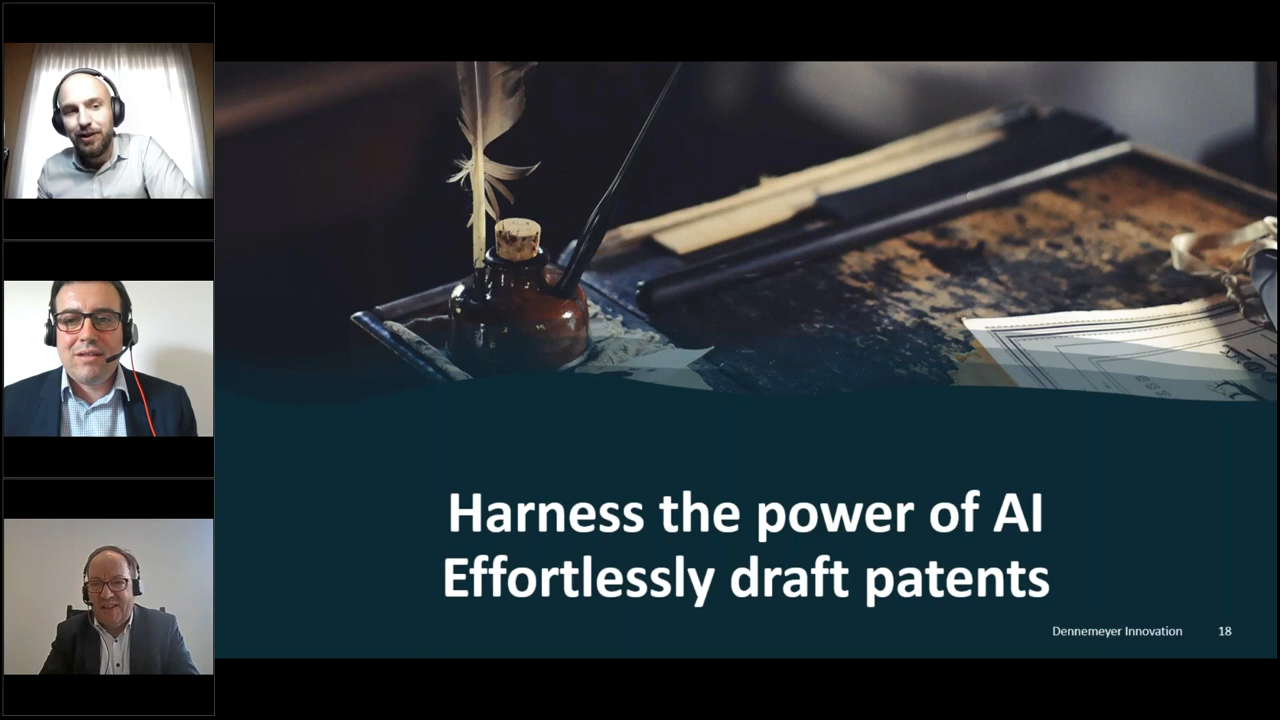 Harness the power of AI
Effortlessly draft patents
Dennemeyer Innovation 18